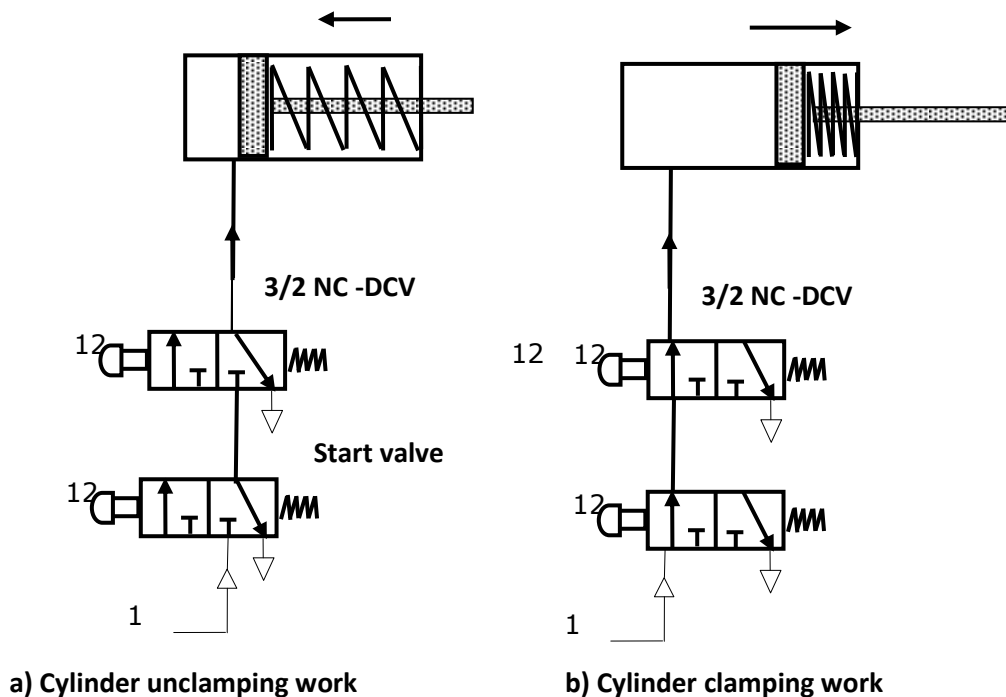 3/2 NC -DCV
3/2 NC -DCV
12
12
12
Start valve
12
12
1
1
a) Cylinder unclamping work
b) Cylinder clamping work